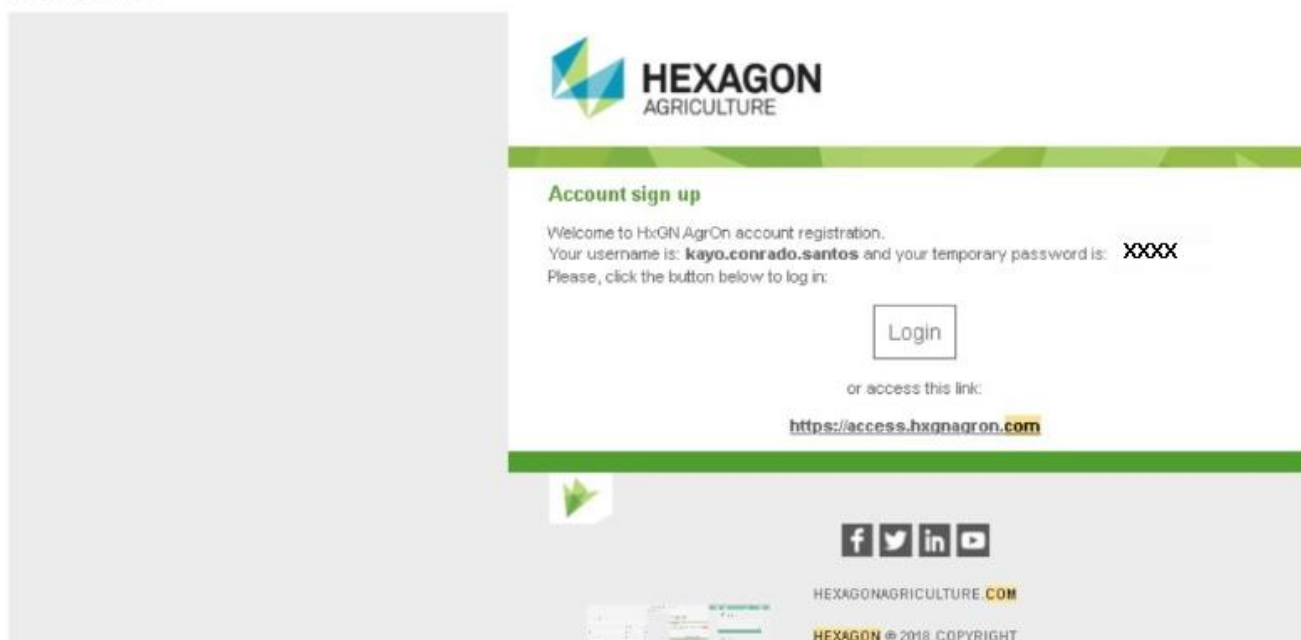 HEXAGON
AGRICULTURE
Account sign up
Welcome to HxGN AgrOn account registration.
Your username is: kayo.conrado.santos and your temporary password is: XXXX
Please, click the button below to log in:
Login
or access this link:
https://access.hxgnagron.com
f in
HEXAGONAGRICULTURE.COM
HEXAGON © 2018 COPYRIGHT